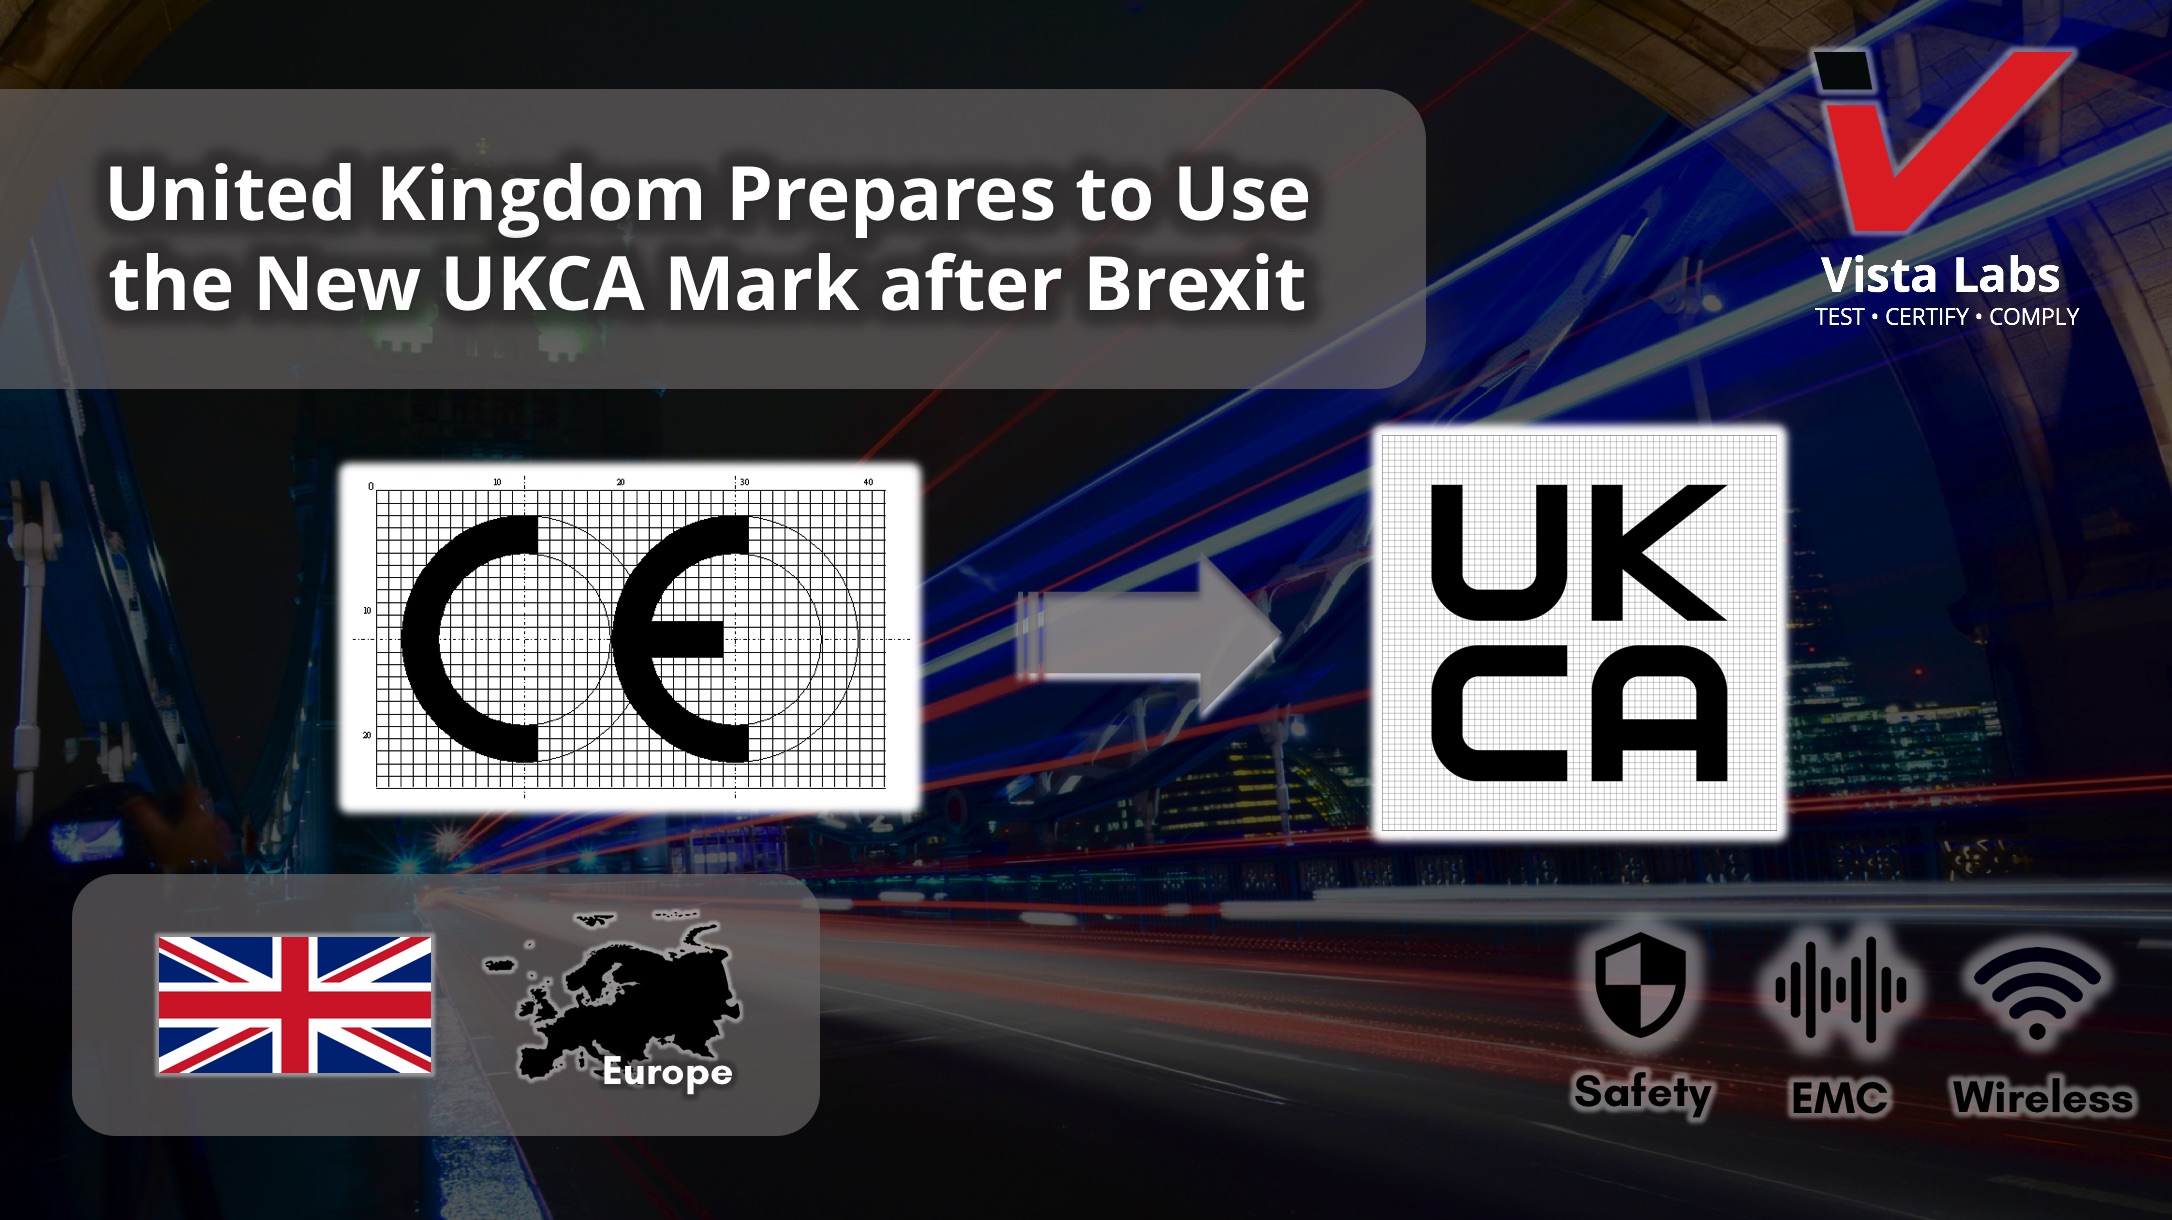 United Kingdom Prepares to Use
the New UKCA Mark after Brexit
Vista Labs
TEST • CERTIFY • COMPLY
0 10 20 30 40
10
20
CE
UK
CA
Europe
Safety EMC Wireless